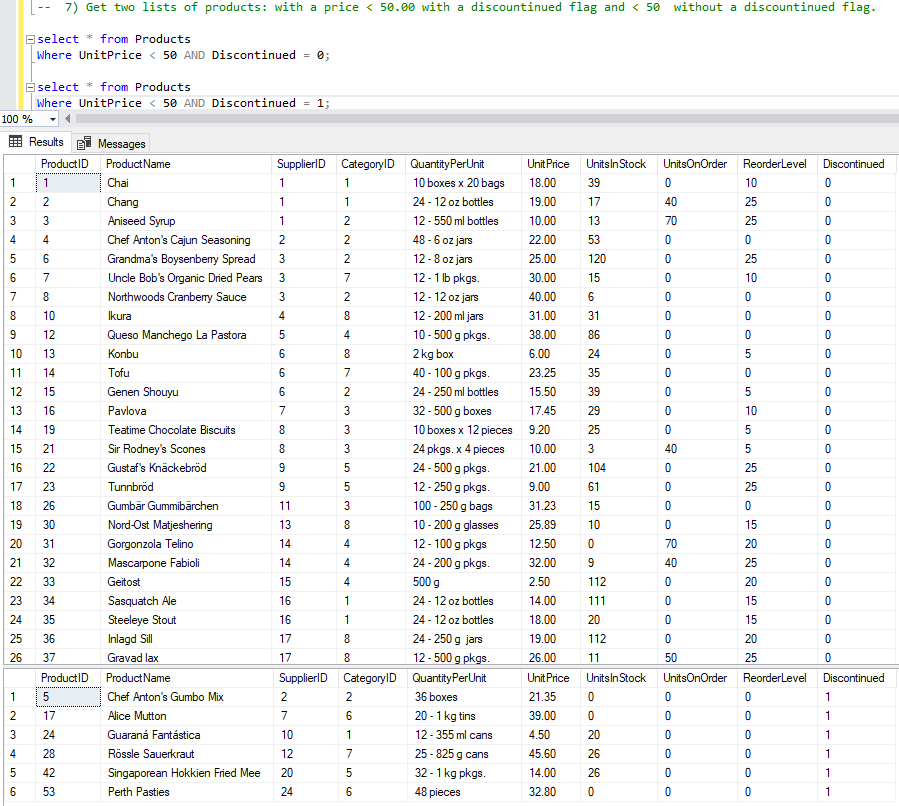 -- 7) Get two lists of products: with a price < 50.00 with a discontinued flag and < 50  without a discontinued flag.
select * from Products
Where UnitPrice < 50 AND Discontinued = 0;
select * from Products
Where UnitPrice < 50 AND Discontinued = 1;
100 %
Results Messages
ProductID ProductName SupplierID CategoryID QuantityPerUnit UnitPrice UnitsInStock UnitsOnOrder ReorderLevel Discontinued
1 1 Chai 1 1 10 boxes x 20 bags 18.00 39 0 10 0
2 2 Chang 1 1 24 - 12 oz bottles 19.00 17 40 25 0
3 3 Aniseed Syrup 1 2 12 - 550 ml bottles 10.00 13 70 25 0
4 4 Chef Anton's Cajun Seasoning 2 2 48 - 6 oz jars 22.00 53 0 0 0
5 6 Grandma's Boysenberry Spread 3 2 12 - 8 oz jars 25.00 120 0 25 0
6 7 Uncle Bob's Organic Dried Pears 3 7 12 - 1 lb pkgs. 30.00 15 0 10 0
7 8 Northwoods Cranberry Sauce 3 2 12 - 12 oz jars 40.00 6 0 0 0
8 10 Ikura 4 8 12 - 200 ml jars 31.00 31 0 0 0
9 12 Queso Manchego La Pastora 5 4 10 - 500 g pkgs. 38.00 86 0 0 0
10 13 Konbu 6 8 2 kg box 6.00 24 0 5 0
11 14 Tofu 6 7 40 - 100 g pkgs. 23.25 35 0 0 0
12 15 Genen Shouyu 6 2 24 - 250 ml bottles 15.50 39 0 5 0
13 16 Pavlova 7 3 32 - 500 g boxes 17.45 29 0 10 0
14 19 Teatime Chocolate Biscuits 8 3 10 boxes x 12 pieces 9.20 25 0 5 0
15 21 Sir Rodney's Scones 8 3 24 pkgs. x 4 pieces 10.00 3 40 5 0
16 22 Gustaf's Knäckebröd 9 5 24 - 500 g pkgs. 21.00 104 0 25 0
17 23 Tunnbröd 9 5 12 - 250 g pkgs. 9.00 61 0 25 0
18 26 Gumbär Gummibärchen 11 3 100 - 250 g bags 31.23 15 0 0 0
19 30 Nord-Ost Matjeshering 13 8 10 - 200 g glasses 25.89 10 0 15 0
20 31 Gorgonzola Telino 14 4 12 - 100 g pkgs 12.50 0 70 20 0
21 32 Mascarpone Fabioli 14 4 24 - 200 g pkgs. 32.00 9 40 25 0
22 33 Geitost 15 4 500 g 2.50 112 0 20 0
23 34 Sasquatch Ale 16 1 24 - 12 oz bottles 14.00 111 0 15 0
24 35 Steeleye Stout 16 1 24 - 12 oz bottles 18.00 20 0 15 0
25 36 Inlagd Sill 17 8 24 - 250 g  jars 19.00 112 0 20 0
26 37 Gravad lax 17 8 12 - 500 g pkgs. 26.00 11 50 25 0
ProductID ProductName SupplierID CategoryID QuantityPerUnit UnitPrice UnitsInStock UnitsOnOrder ReorderLevel Discontinued
1 5 Chef Anton's Gumbo Mix 2 2 36 boxes 21.35 0 0 0 1
2 17 Alice Mutton 7 6 20 - 1 kg tins 39.00 0 0 0 1
3 24 Guaraná Fantástica 10 1 12 - 355 ml cans 4.50 20 0 0 1
4 28 Rössle Sauerkraut 12 7 25 - 825 g cans 45.60 26 0 0 1
5 42 Singaporean Hokkien Fried Mee 20 5 32 - 1 kg pkgs. 14.00 26 0 0 1
6 53 Perth Pasties 24 6 48 pieces 32.80 0 0 0 1